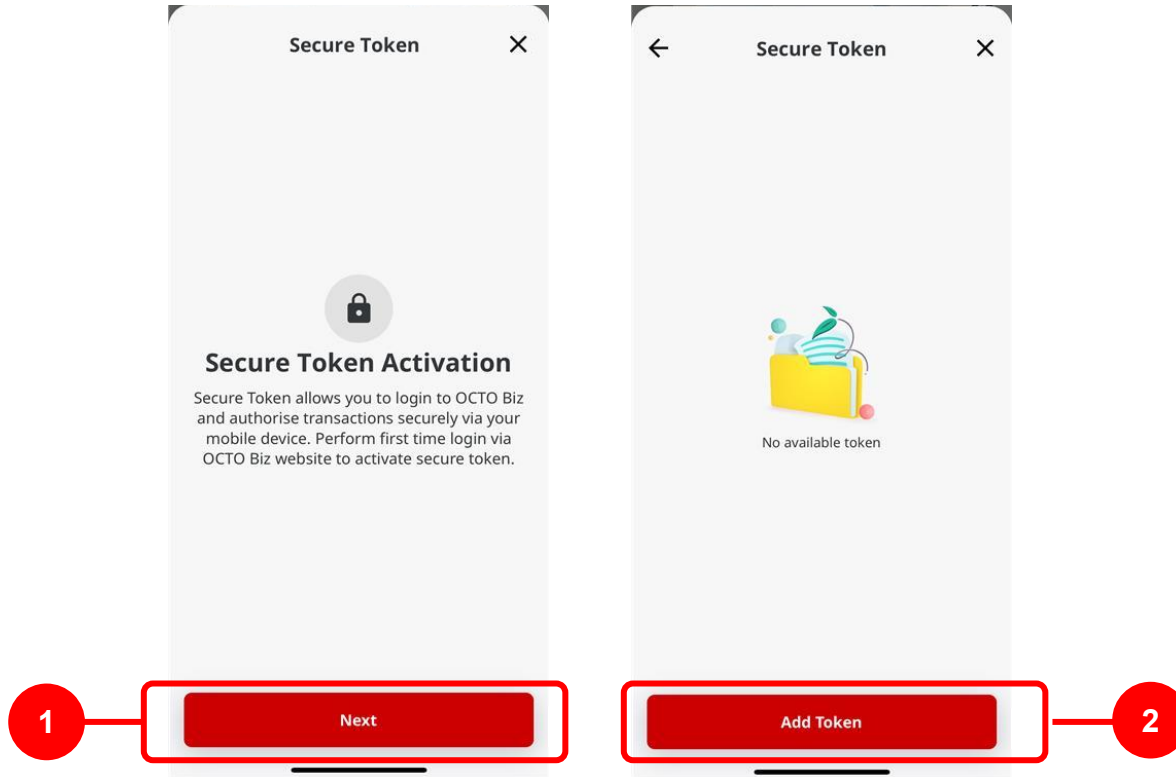 Secure Token
Secure Token Activation
Secure Token allows you to login to OCTO Biz
and authorise transactions securely via your
mobile device. Perform first time login via
OCTO Biz website to activate secure token.
1
Next
Secure Token
No available token
Add Token
2